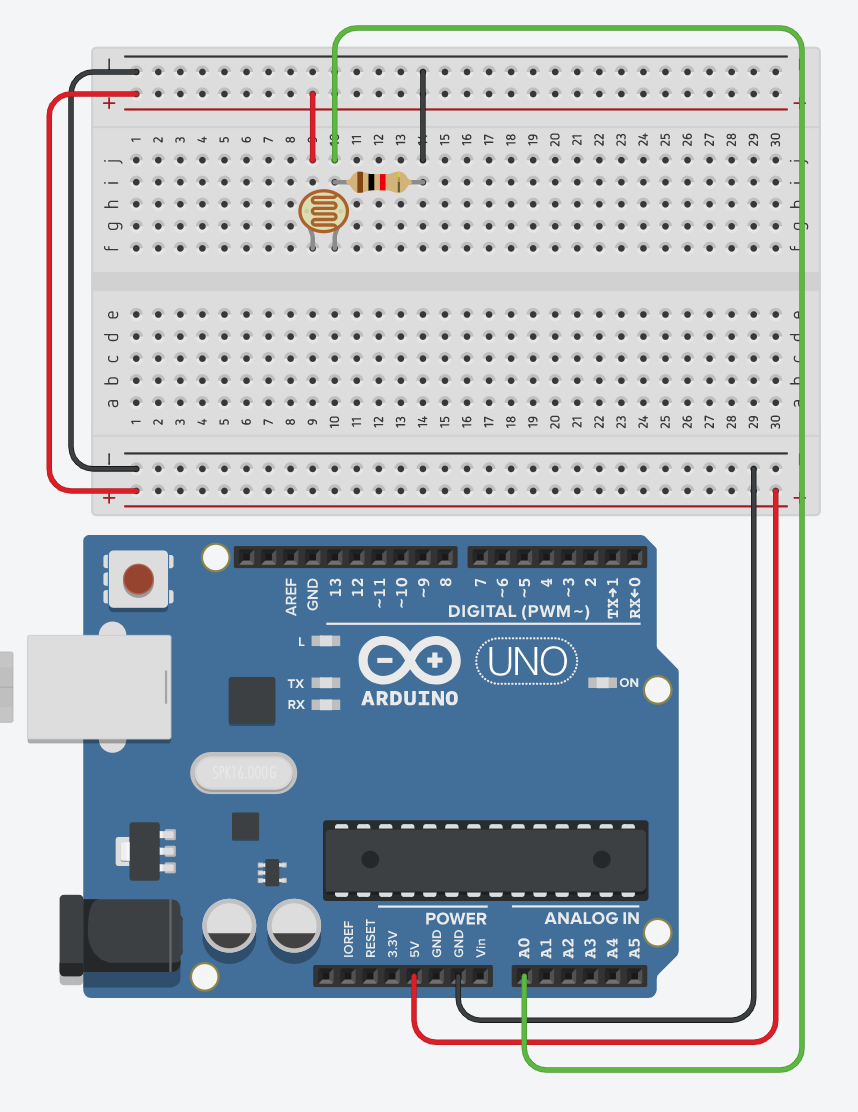 − −
+ +
1 2 3 4 5 6 7 8 9 10 11 12 13 14 15 16 17 18 19 20 21 22 23 24 25 26 27 28 29 30
j j
i i
h h
g g
f f
e e
d d
c c
b b
a a
1 2 3 4 5 6 7 8 9 10 11 12 13 14 15 16 17 18 19 20 21 22 23 24 25 26 27 28 29 30
− −
+ +
AREF GND 13 12 ~11 ~10 ~9 8 7 ~6 ~5 4 ~3 2 TX→1 RX←0
DIGITAL (PWM~)
L
UNO
TX
ON
RX
ARDUINO
SPK16.000G
POWER
ANALOG IN
IOREF RESET 3.3V 5V GND GND Vin A0 A1 A2 A3 A4 A5